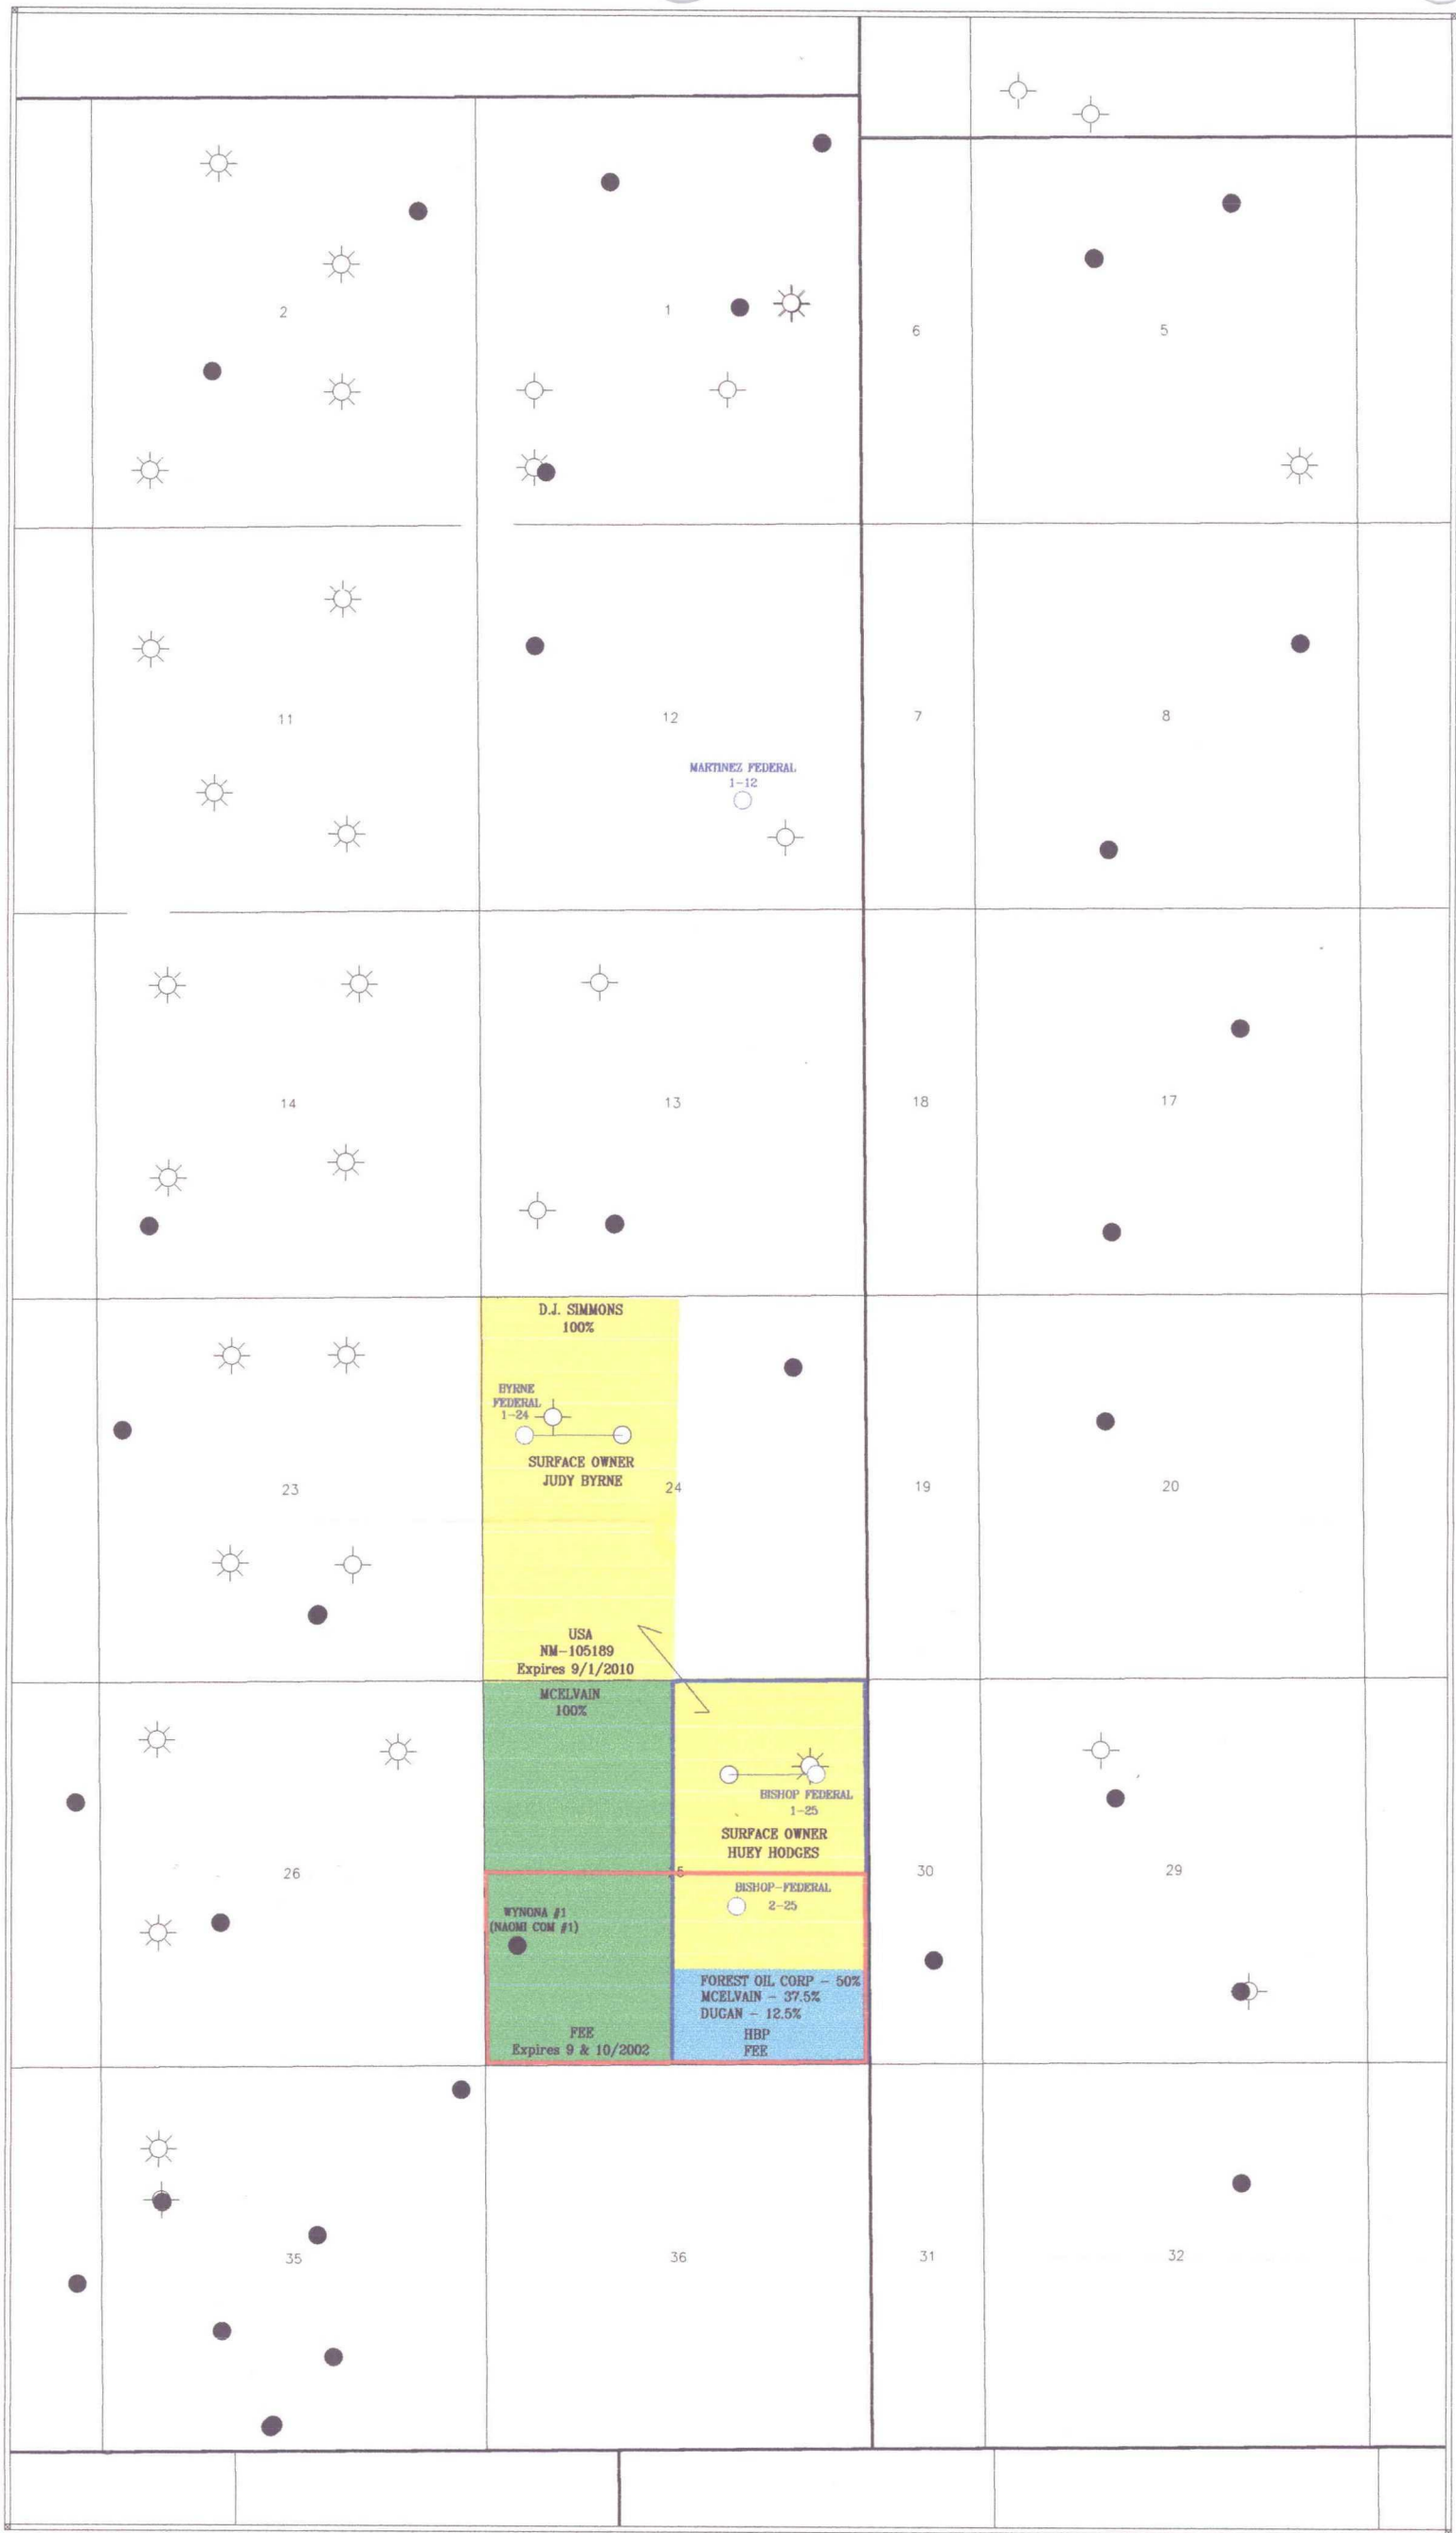 2
1
6
5
11
12
7
8
MARTINEZ FEDERAL
1-12
14
13
18
17
D.J. SIMMONS
100%
BYRNE
FEDERAL
1-24
SURFACE OWNER
JUDY BYRNE
23
24
19
20
USA
NM-105189
Expires 9/1/2010
MCELVAIN
100%
BISHOP FEDERAL
1-25
SURFACE OWNER
HUEY HODGES
26
30
29
BISHOP-FEDERAL
2-25
WYNONA #1
(NAOMI COM #1)
FOREST OIL CORP - 50%
MCELVAIN - 37.5%
DUGAN - 12.5%
HBP
FEE
FEE
Expires 9 & 10/2002
35
36
31
32